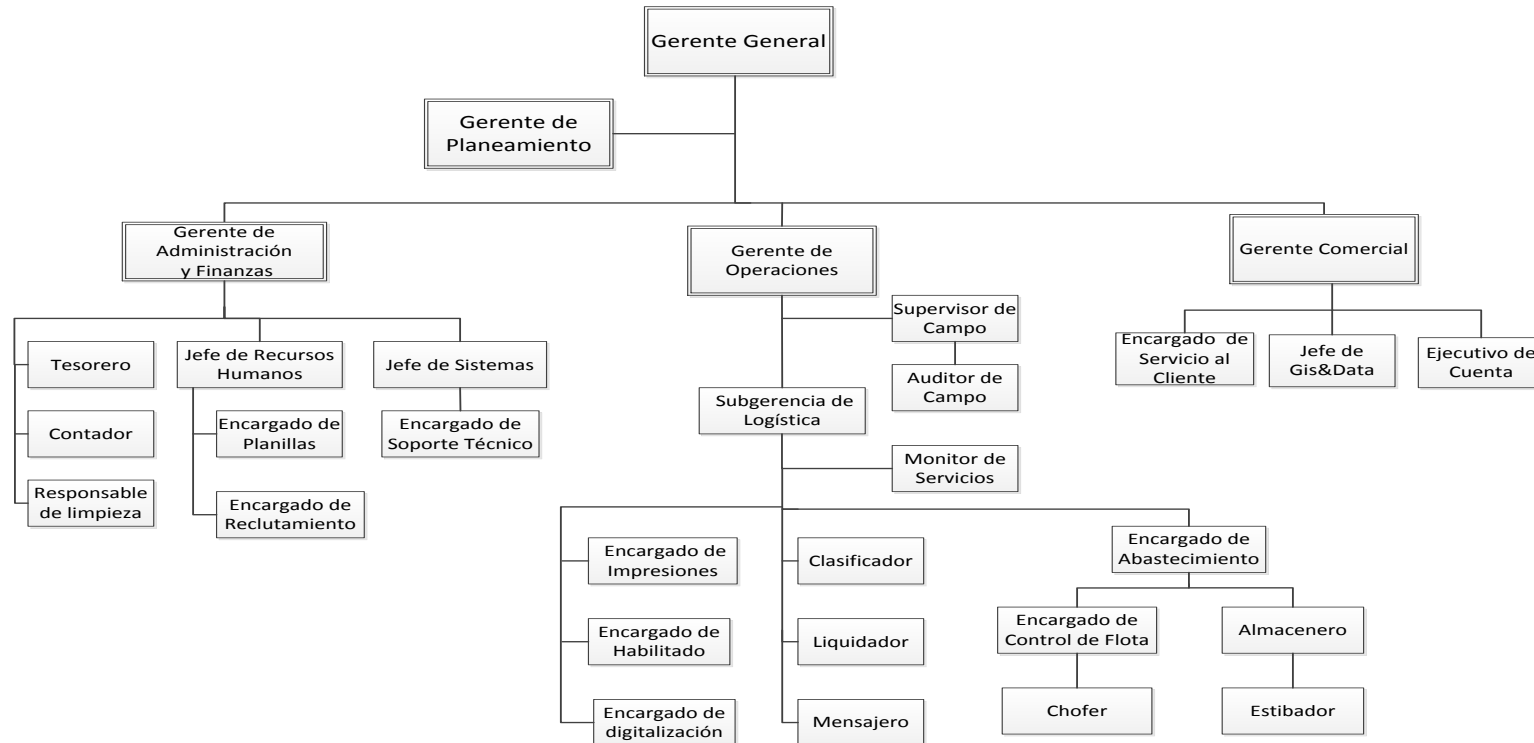 Gerente General
Gerente de
Planeamiento
Gerente de
Administración
y Finanzas
Gerente de
Operaciones
Gerente Comercial
Supervisor de
Campo
Auditor de
Campo
Encargado de
Servicio al
Cliente
Jefe de
Gis&Data
Ejecutivo de
Cuenta
Tesorero
Jefe de Recursos
Humanos
Jefe de Sistemas
Contador
Encargado de
Planillas
Encargado de
Soporte Técnico
Responsable
de limpieza
Encargado de
Reclutamiento
Subgerencia de
Logística
Monitor de
Servicios
Encargado de
Impresiones
Clasificador
Encargado de
Abastecimiento
Encargado de
Habilitado
Liquidador
Encargado de
Control de Flota
Almacenero
Encargado de
digitalización
Mensajero
Chofer
Estibador